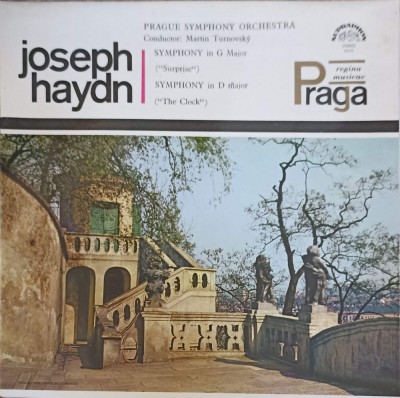 PRAGUE SYMPHONY ORCHESTRA
Conductor: Martin Turnovský
SYMPHONY in G Major
("Surprise")
SYMPHONY in D Major
("The Clock")
joseph
haydn
SUPRAPHON
regina
musicae
Praga